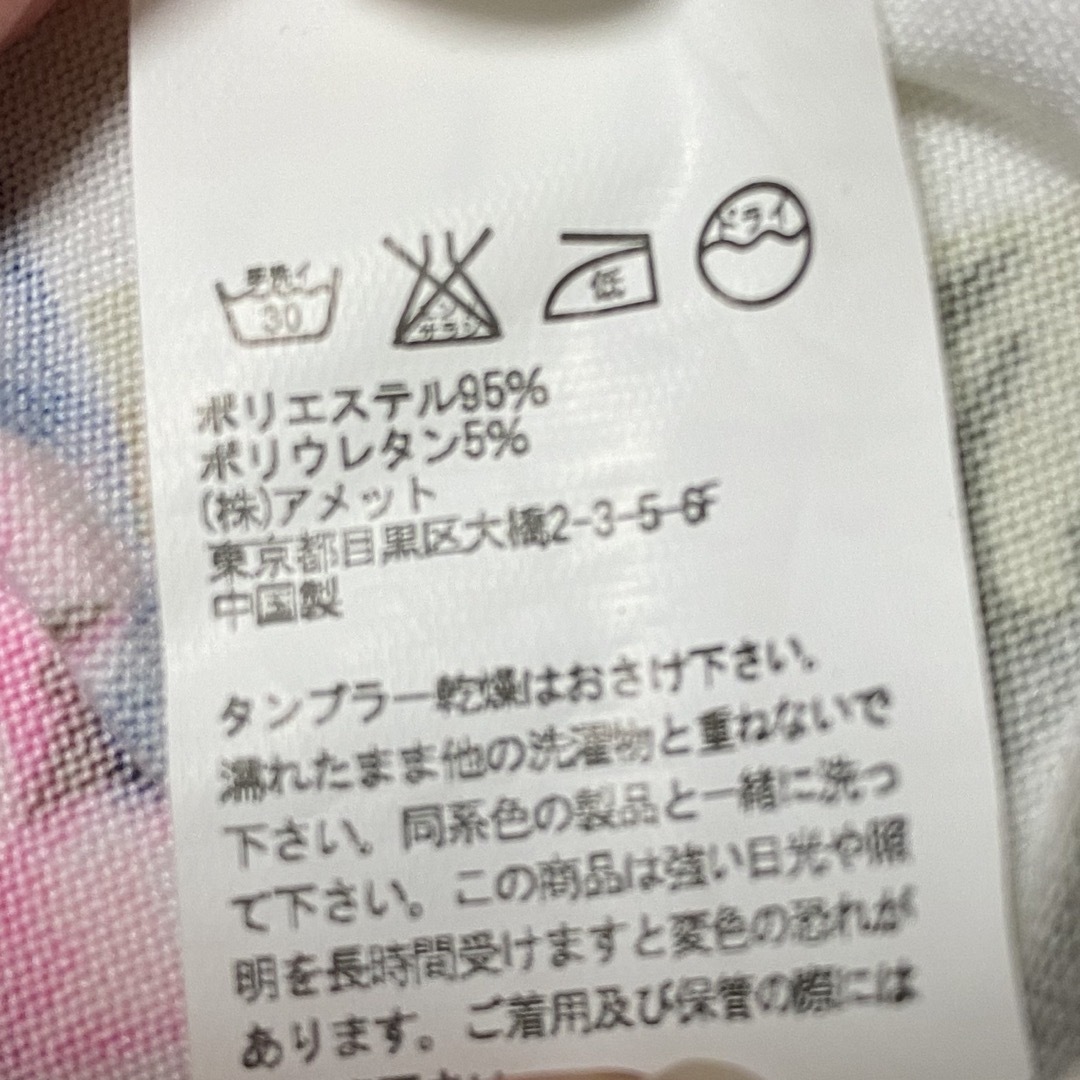 手洗イ
30
エンソ
サラシ
低
ドライ
ポリエステル95%
ポリウレタン5%
(株)アメット
東京都目黒区大橋2-3-5-6F
中国製
タンブラー乾燥はおさけ下さい。
濡れたまま他の洗濯物と重ねないで
下さい。同系色の製品と一緒に洗っ
て下さい。この商品は強い日光や照
明を長時間受けますと変色の恐れが
あります。ご着用及び保管の際には